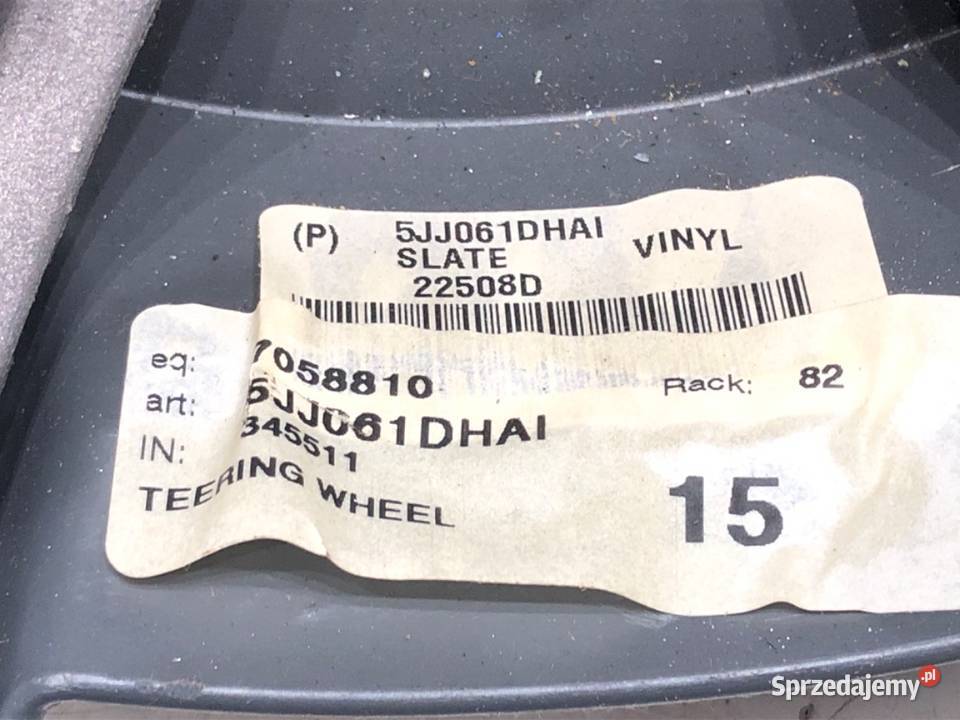 (P) 5JJ061DHAI VINYL
SLATE
22508D
eq: 7058810 Rack: 82
art: 5JJ061DHAI
IN: 345511 15
TEERING WHEEL
Sprzedajemy.pl